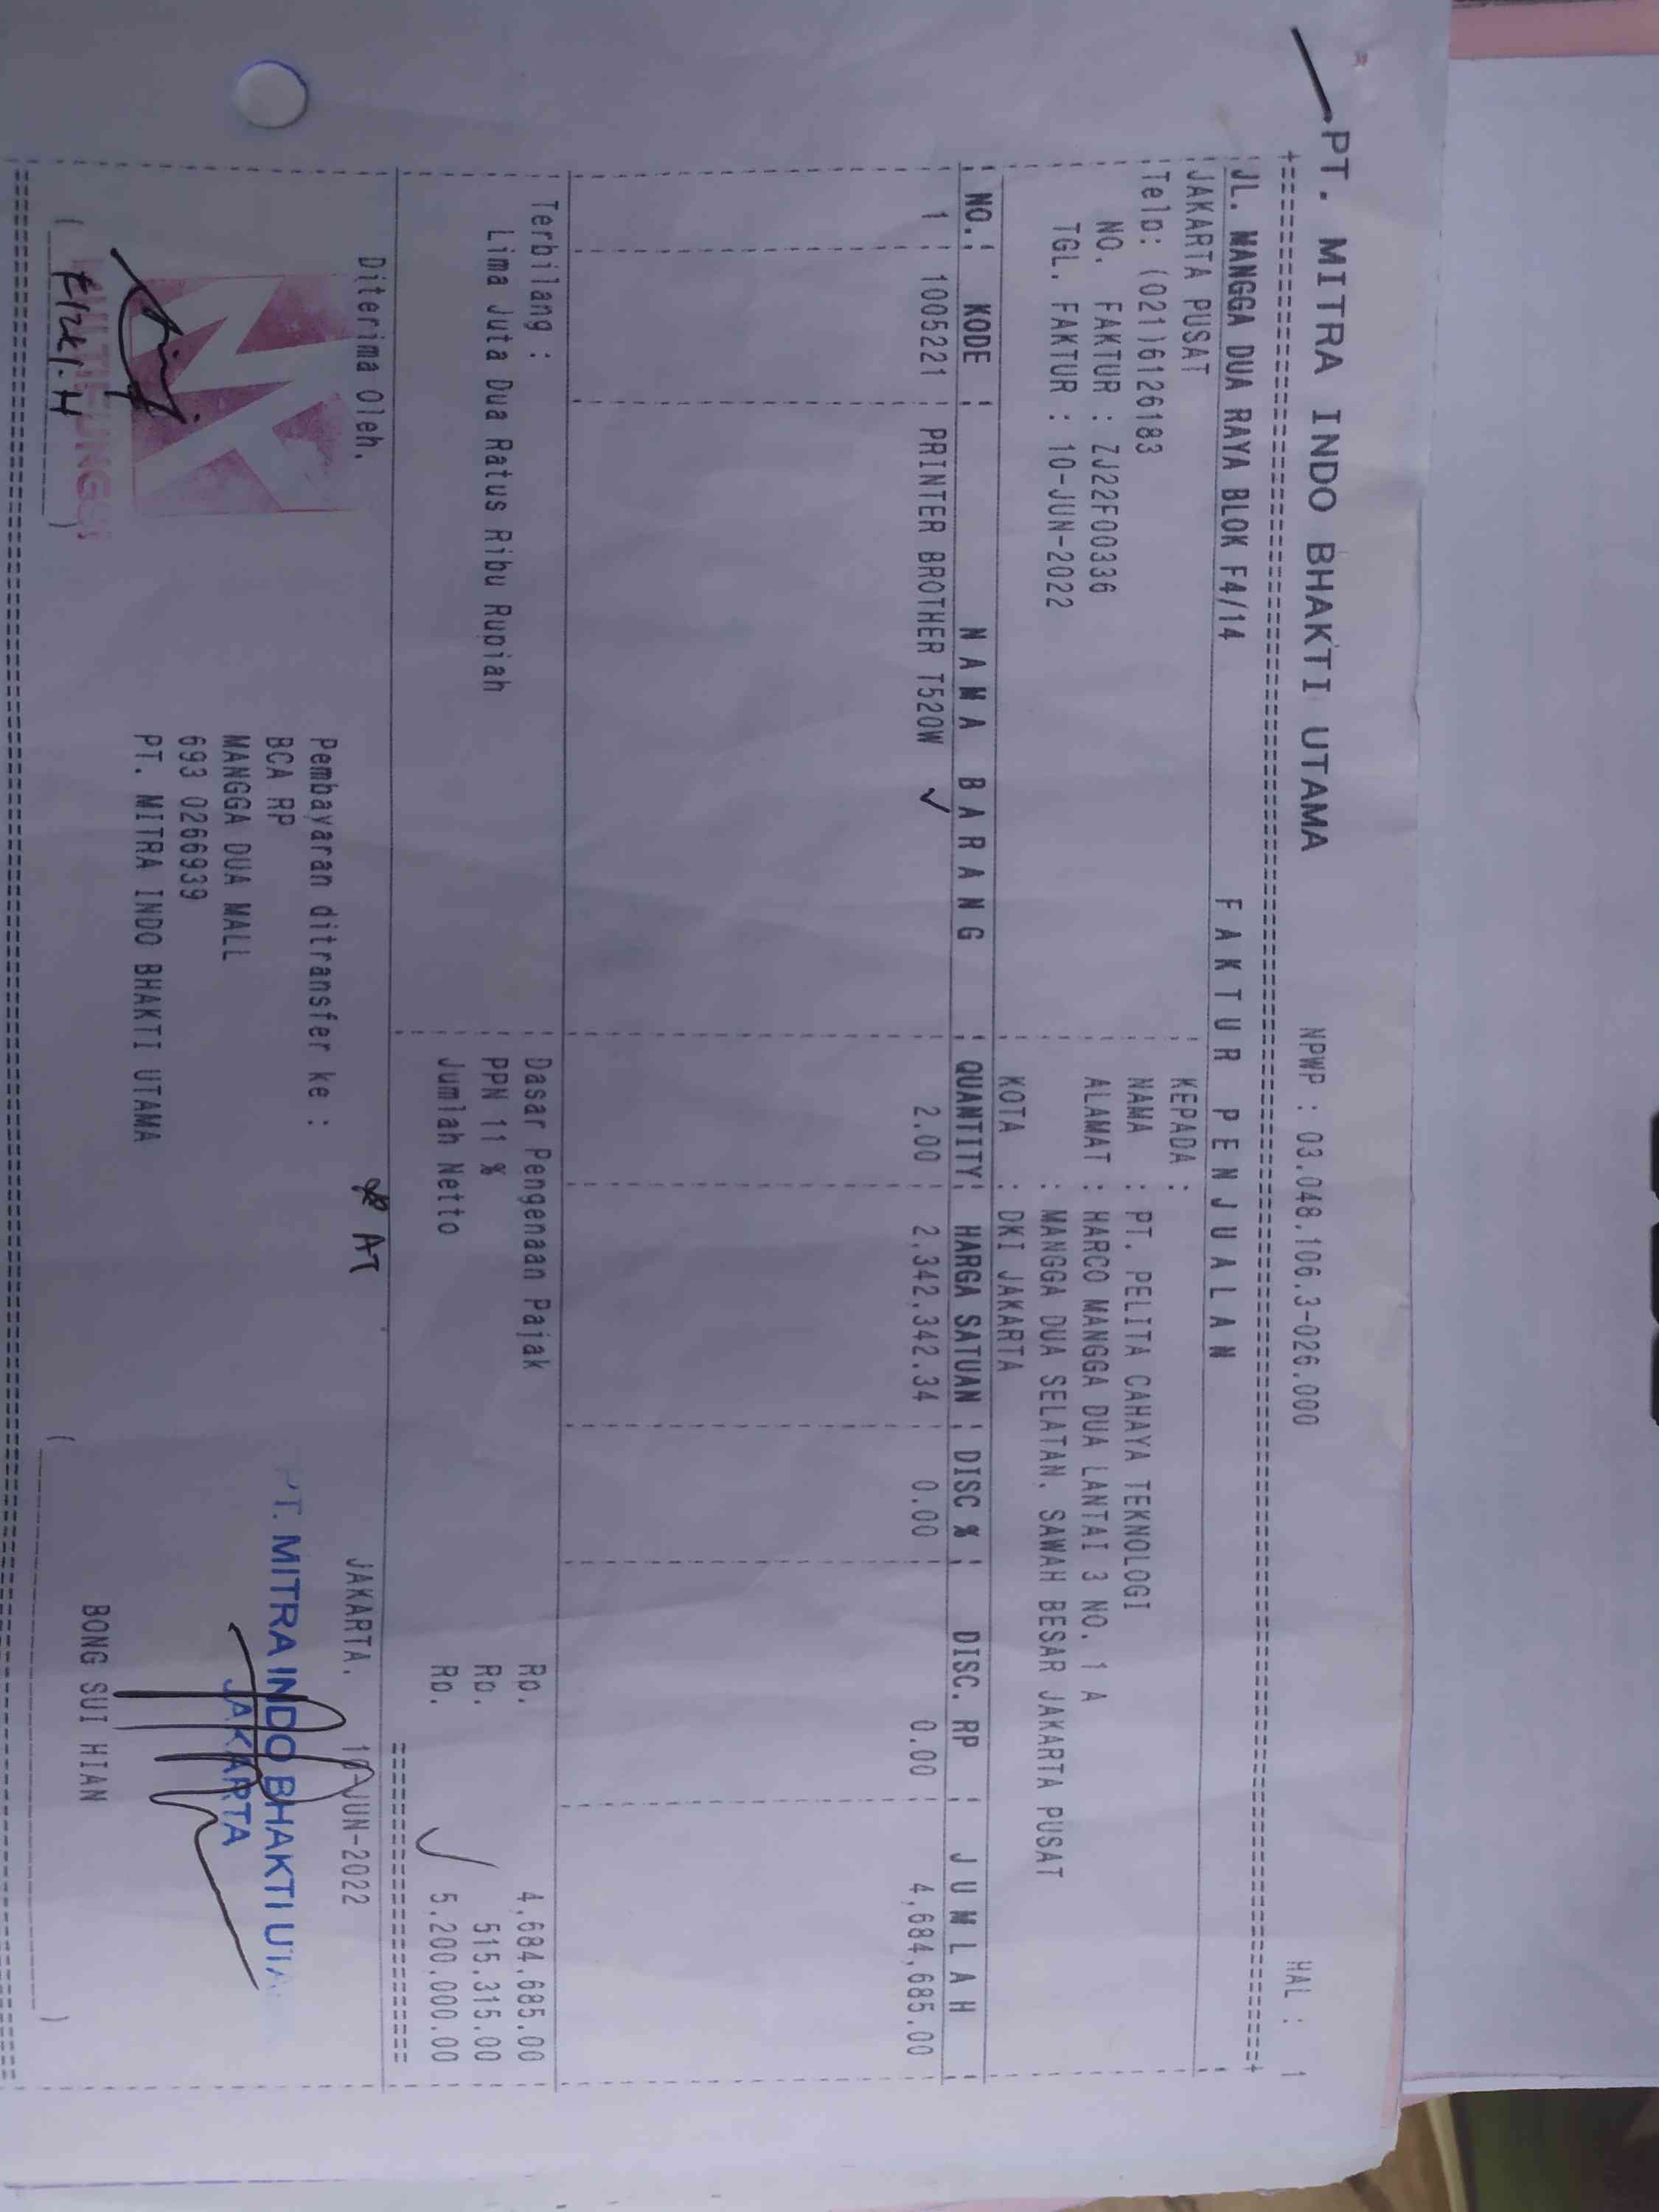 PT. MITRA INDO BHAKTI UTAMA NPWP : 03.048.106.3-026.000 HAL : 1
JL. MANGGA DUA RAYA BLOK F4/14 F A K T U R P E N J U A L A N
JAKARTA PUSAT KEPADA :
Telp: (021)6126183 NAMA : PT. PELITA CAHAYA TEKNOLOGI
NO. FAKTUR : ZJ22F00336 ALAMAT : HARCO MANGGA DUA LANTAI 3 NO. 1 A
TGL. FAKTUR : 10-JUN-2022 : MANGGA DUA SELATAN, SAWAH BESAR JAKARTA PUSAT
KOTA : DKI JAKARTA
NO. KODE N A M A B A R A N G QUANTITY HARGA SATUAN DISC % DISC. RP J U M L A H
1 100521 PRINTER BROTHER T520W 2.00 2,342,342.34 0.00 0.00 4,684,685.00
Terbilang : Dasar Pengenaan Pajak Rp. 4,684,685.00
Lima Juta Dua Ratus Ribu Rupiah PPN 11 % Rp. 515,315.00
Jumlah Netto Rp. 5,200,000.00
Diterima Oleh, AT JAKARTA, 10-JUN-2022
Pembayaran ditransfer ke :
BCA RP
MANGGA DUA MALL
693 0266939
PT. MITRA INDO BHAKTI UTAMA
PT. MITRA INDO BHAKTI UTA
JAKARTA
BONG SUI HIAN